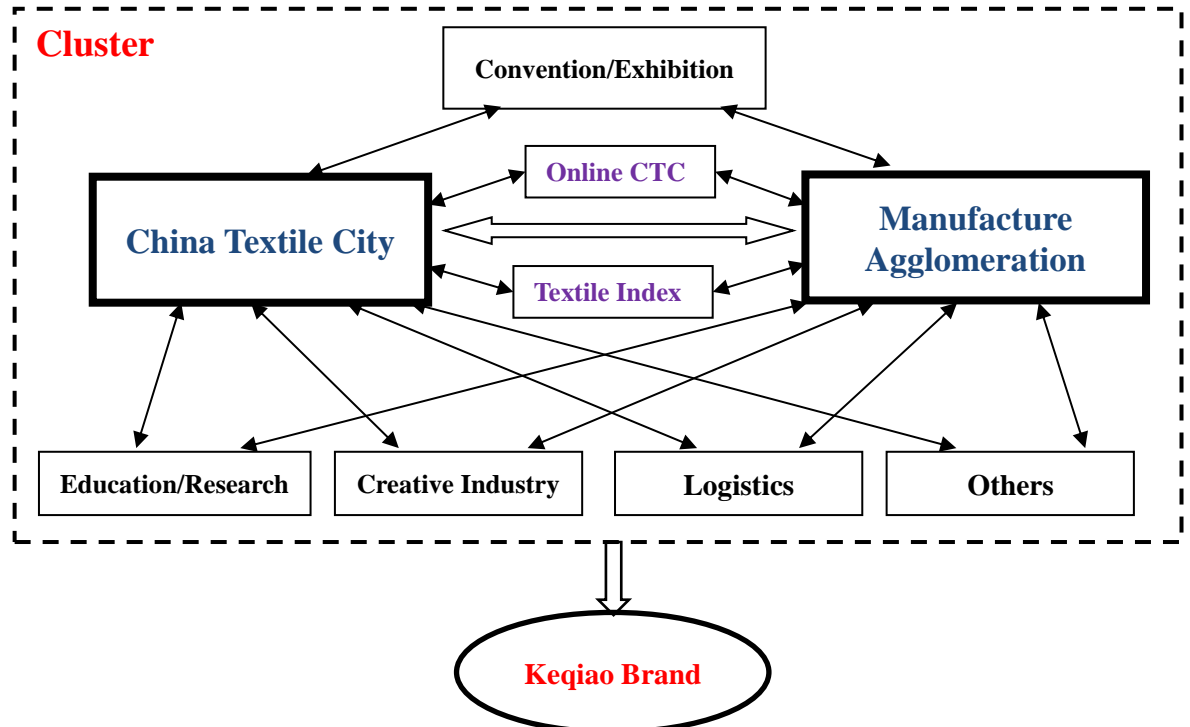 Cluster
Convention/Exhibition
Online CTC
China Textile City
Manufacture
Agglomeration
Textile Index
Education/Research
Creative Industry
Logistics
Others
Keqiao Brand